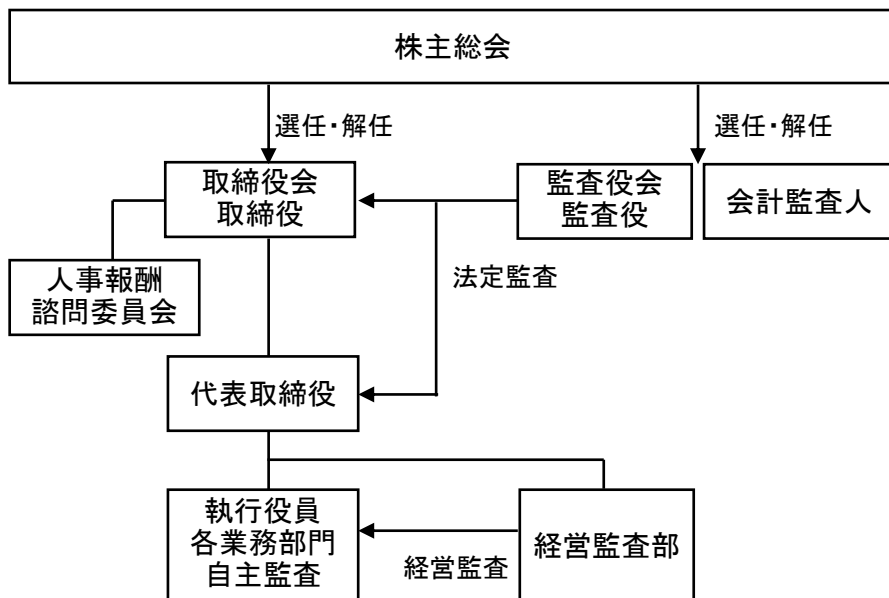 株主総会
選任・解任
選任・解任
取締役会
取締役
監査役会
監査役
会計監査人
人事報酬
諮問委員会
法定監査
代表取締役
執行役員
各業務部門
自主監査
経営監査
経営監査部